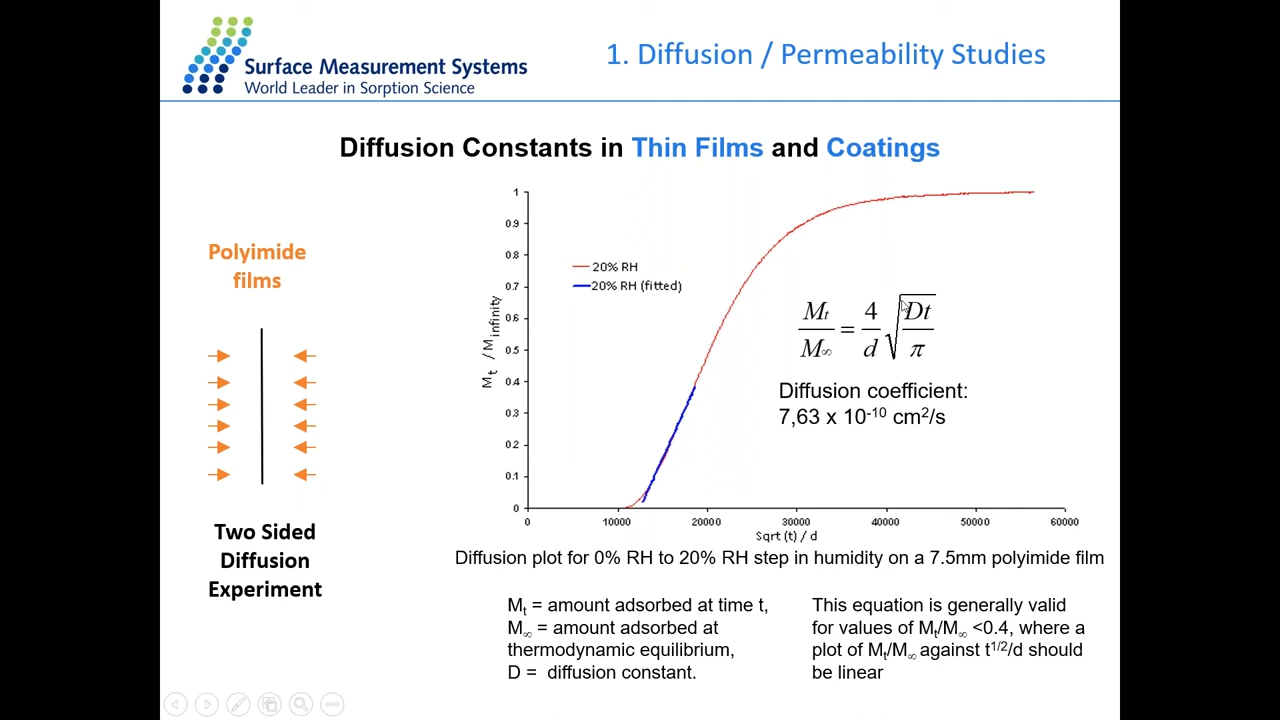 Surface Measurement Systems
World Leader in Sorption Science
1. Diffusion / Permeability Studies
Diffusion Constants in Thin Films and Coatings
Polyimide
films
Two Sided
Diffusion
Experiment
1
0.9
0.8
0.7
0.6
0.5
0.4
0.3
0.2
0.1
0
Mt / Minfinity
20% RH
20% RH (fitted)
0 10000 20000 30000 40000 50000 60000
Sqrt (t) / d
Mt/M∞ = 4/d √Dt/π
Diffusion coefficient:
7,63 x 10⁻¹⁰ cm²/s
Diffusion plot for 0% RH to 20% RH step in humidity on a 7.5mm polyimide film
Mt = amount adsorbed at time t,
M∞ = amount adsorbed at
thermodynamic equilibrium,
D = diffusion constant.
This equation is generally valid
for values of Mt/M∞ <0.4, where a
plot of Mt/M∞ against t¹ᐟ²/d should
be linear